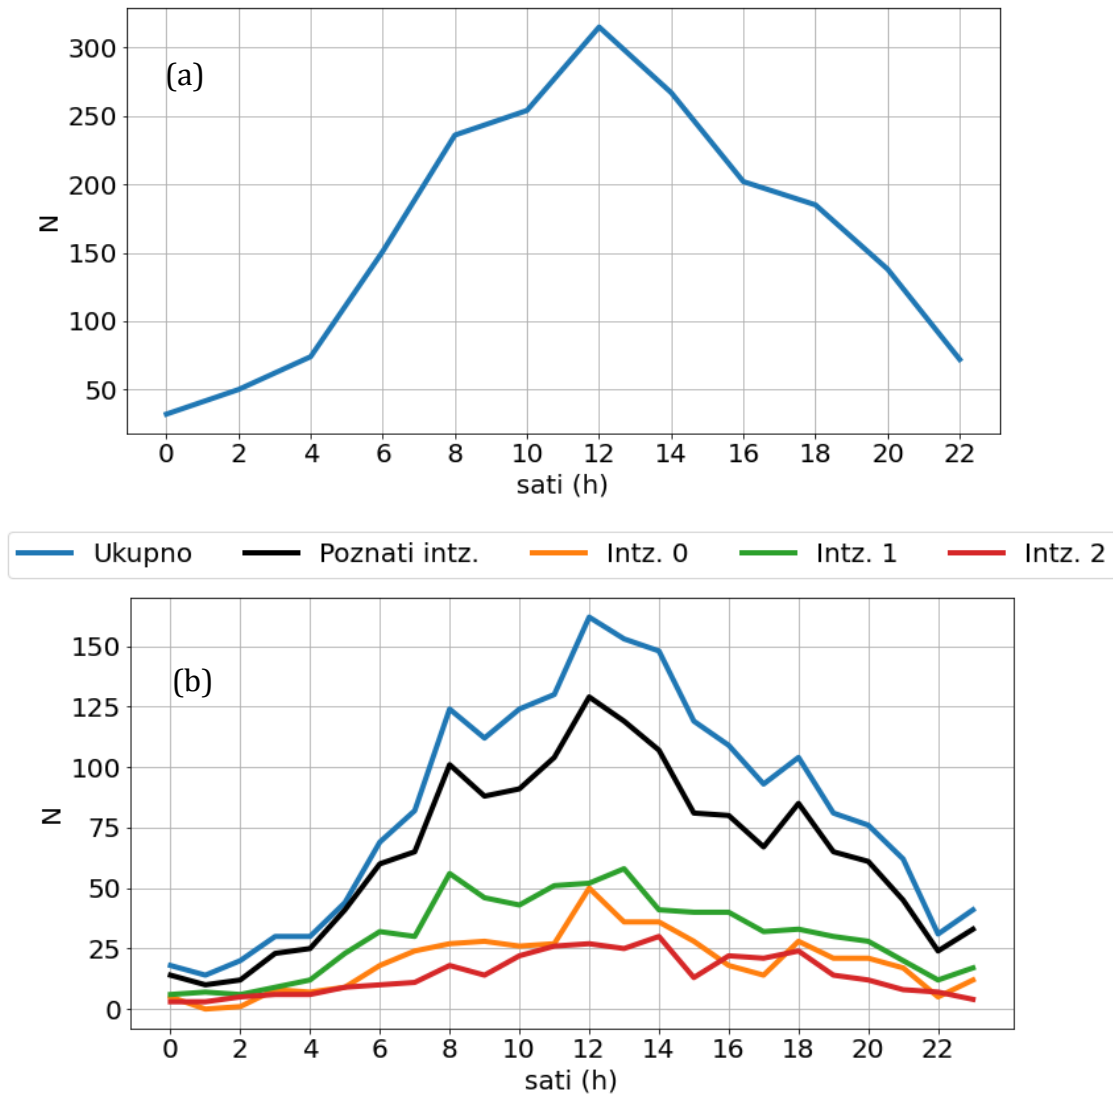 (a)
300
250
200
150
100
50
N
0 2 4 6 8 10 12 14 16 18 20 22
sati (h)
Ukupno Poznati intz. Intz. 0 Intz. 1 Intz. 2
(b)
150
125
100
75
50
25
0
N
0 2 4 6 8 10 12 14 16 18 20 22
sati (h)